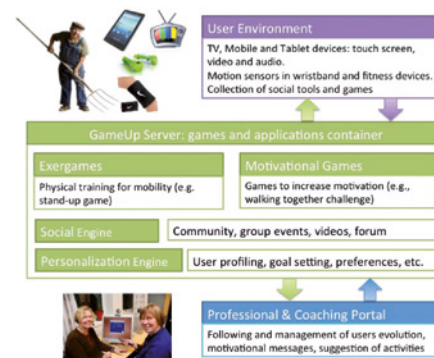 User Environment
TV, Mobile and Tablet devices: touch screen,
video and audio.
Motion sensors in wristband and fitness devices.
Collection of social tools and games
GameUp Server: games and applications container
Exergames
Physical training for mobility (e.g.
stand-up game)
Motivational Games
Games to increase motivation (e.g.,
walking together challenge)
Social Engine
Community, group events, videos, forum
Personalization Engine
User profiling, goal setting, preferences, etc.
Professional & Coaching Portal
Following and management of users evolution,
motivational messages, suggestion of activities